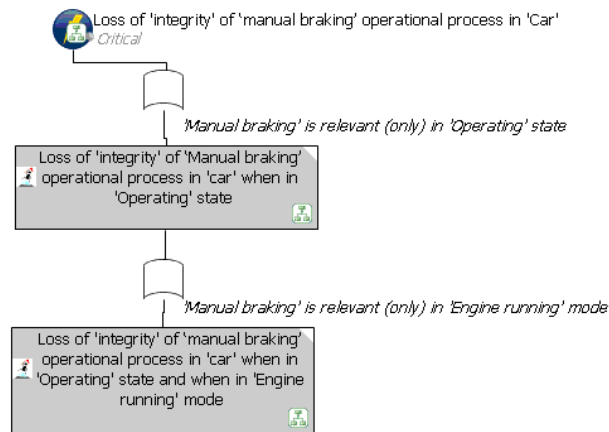 Loss of 'integrity' of 'manual braking' operational process in 'Car'
Critical
'Manual braking' is relevant (only) in 'Operating' state
Loss of 'integrity' of 'Manual braking'
operational process in 'car' when in
'Operating' state
'Manual braking' is relevant (only) in 'Engine running' mode
Loss of 'integrity' of 'manual braking'
operational process in 'car' when in
'Operating' state and when in 'Engine
running' mode